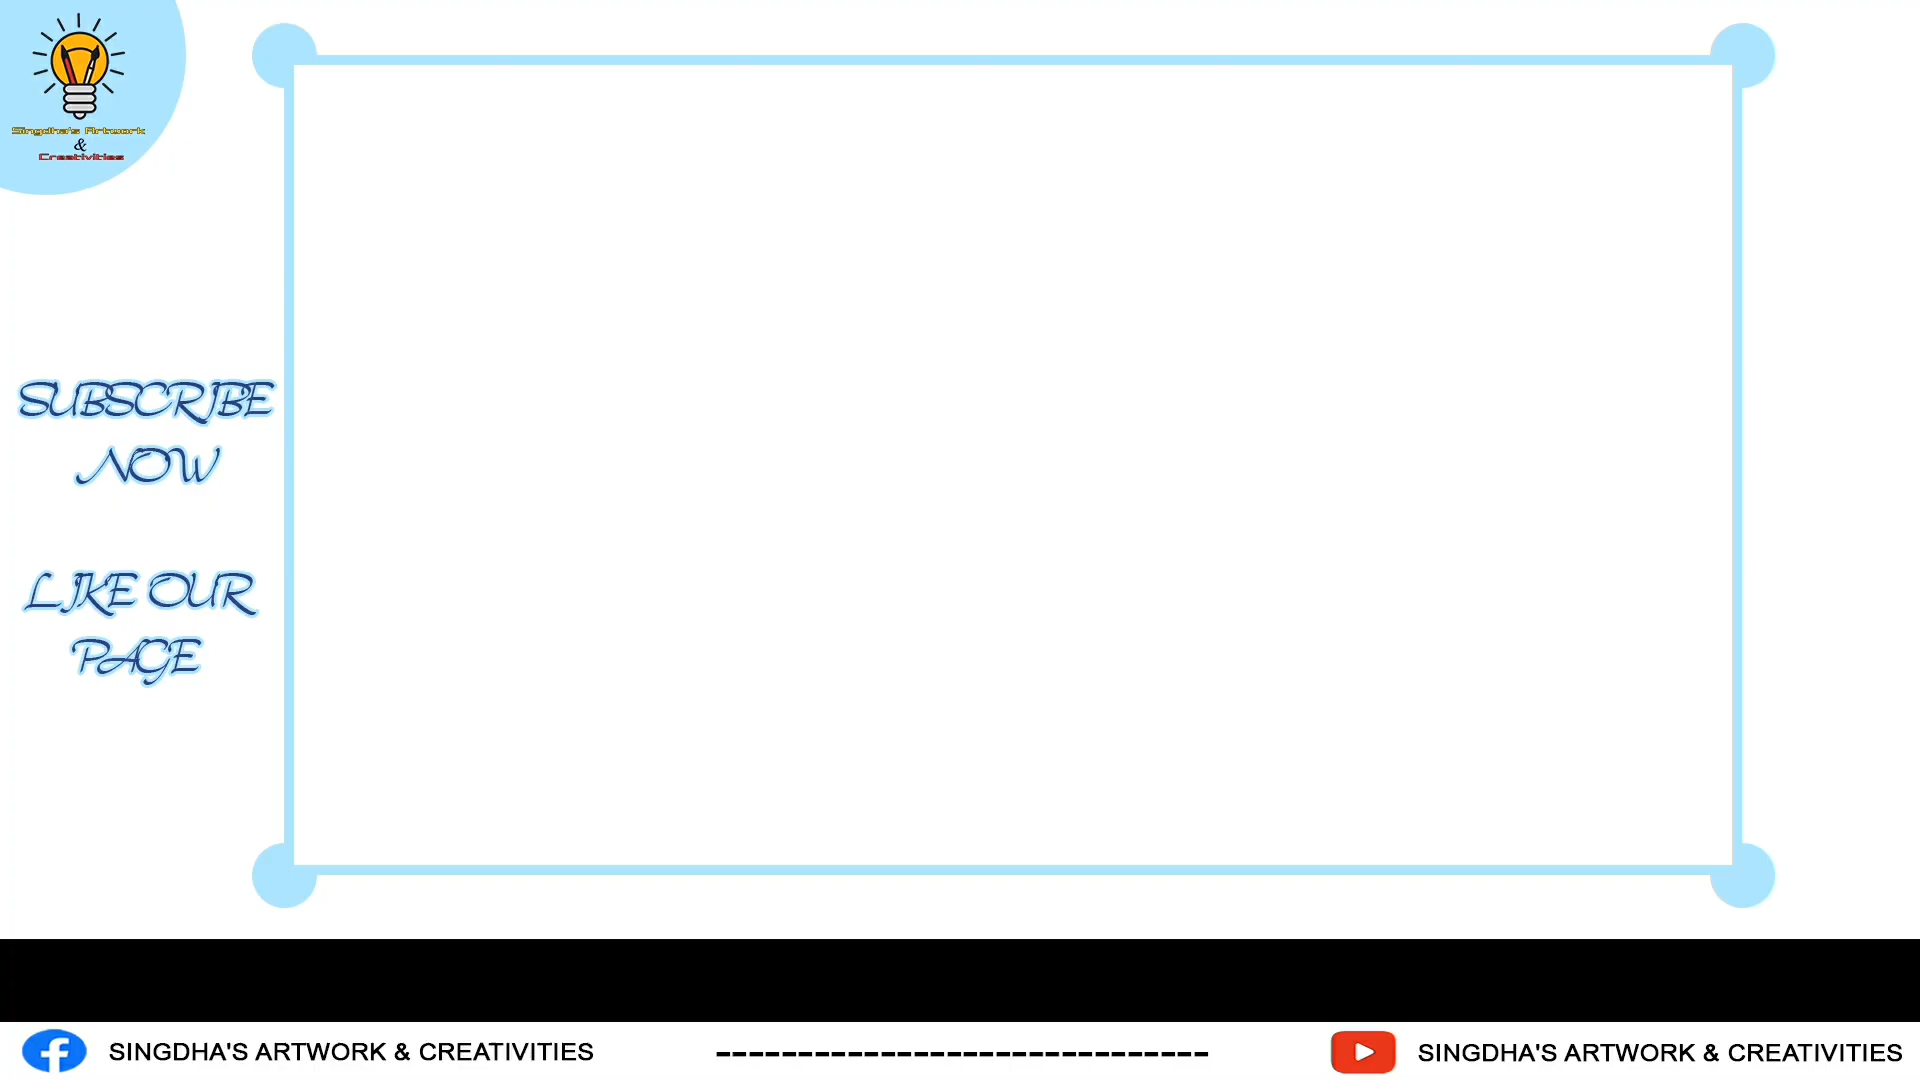 Singdha's Artwork
&
Creativities
SUBSCRIBE
NOW
LIKE OUR
PAGE
SINGDHA'S ARTWORK & CREATIVITIES
------------------------------
SINGDHA'S ARTWORK & CREATIVITIES